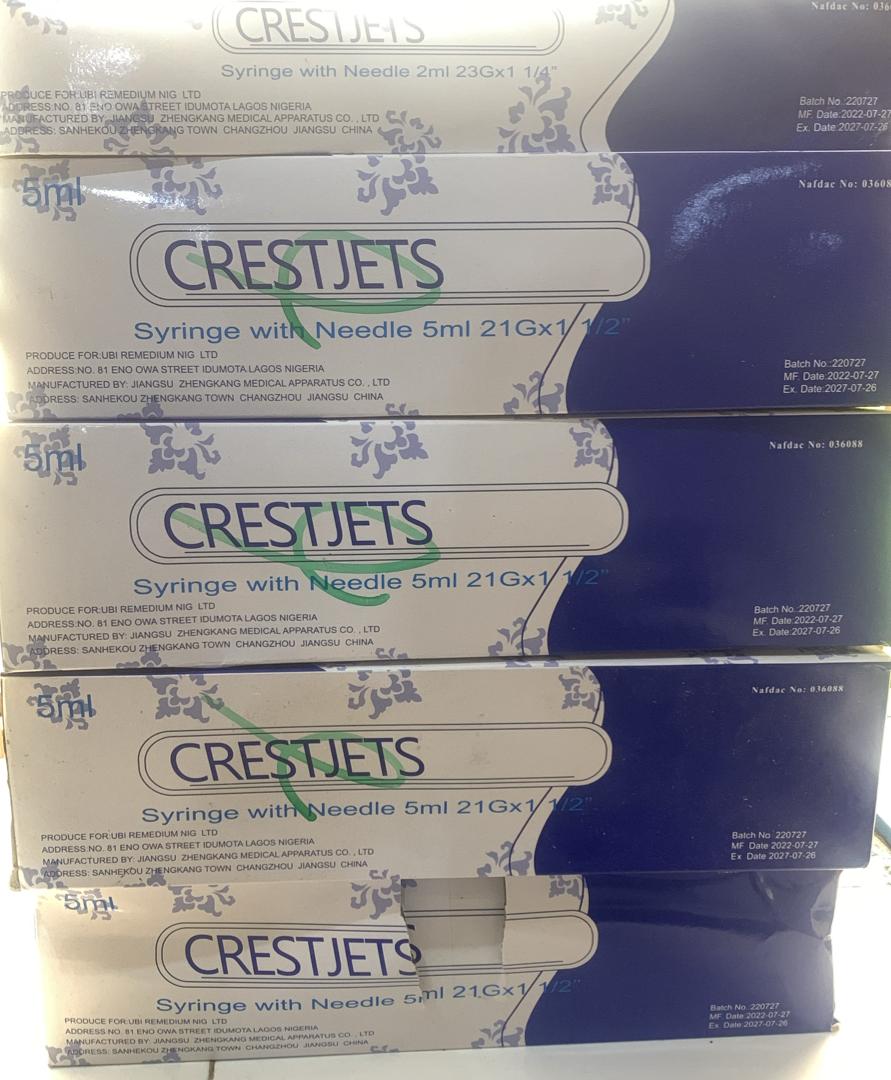 CRESTJETS
Nafdac No: 036
Syringe with Needle 2ml 23Gx1 1/4"
PRODUCE FOR:UBI REMEDIUM NIG LTD
ADDRESS:NO. 81 ENO OWA STREET IDUMOTA LAGOS NIGERIA
MANUFACTURED BY: JIANGSU ZHENGKANG MEDICAL APPARATUS CO. , LTD
ADDRESS: SANHEKOU ZHENGKANG TOWN CHANGZHOU JIANGSU CHINA
Batch No.:220727
MF. Date:2022-07-27
Ex. Date:2027-07-26
5ml
Nafdac No: 03608
CRESTJETS
Syringe with Needle 5ml 21Gx1 1/2"
PRODUCE FOR:UBI REMEDIUM NIG LTD
ADDRESS:NO. 81 ENO OWA STREET IDUMOTA LAGOS NIGERIA
MANUFACTURED BY: JIANGSU ZHENGKANG MEDICAL APPARATUS CO. , LTD
ADDRESS: SANHEKOU ZHENGKANG TOWN CHANGZHOU JIANGSU CHINA
Batch No.:220727
MF. Date:2022-07-27
Ex. Date:2027-07-26
5ml
Nafdac No: 036088
CRESTJETS
Syringe with Needle 5ml 21Gx1 1/2"
PRODUCE FOR:UBI REMEDIUM NIG LTD
ADDRESS:NO. 81 ENO OWA STREET IDUMOTA LAGOS NIGERIA
MANUFACTURED BY: JIANGSU ZHENGKANG MEDICAL APPARATUS CO. , LTD
ADDRESS: SANHEKOU ZHENGKANG TOWN CHANGZHOU JIANGSU CHINA
Batch No.:220727
MF. Date:2022-07-27
Ex. Date:2027-07-26
5ml
Nafdac No: 036088
CRESTJETS
Syringe with Needle 5ml 21Gx1 1/2"
PRODUCE FOR:UBI REMEDIUM NIG LTD
ADDRESS:NO. 81 ENO OWA STREET IDUMOTA LAGOS NIGERIA
MANUFACTURED BY: JIANGSU ZHENGKANG MEDICAL APPARATUS CO. , LTD
ADDRESS: SANHEKOU ZHENGKANG TOWN CHANGZHOU JIANGSU CHINA
Batch No.:220727
MF. Date 2022-07-27
Ex Date 2027-07-26
5ml
CRESTJETS
Syringe with Needle 5ml 21Gx1 1/2"
PRODUCE FOR:UBI REMEDIUM NIG LTD
ADDRESS:NO. 81 ENO OWA STREET IDUMOTA LAGOS NIGERIA
MANUFACTURED BY: JIANGSU ZHENGKANG MEDICAL APPARATUS CO. , LTD
ADDRESS: SANHEKOU ZHENGKANG TOWN CHANGZHOU JIANGSU CHINA
Batch No.:220727
MF. Date:2022-07-27
Ex. Date:2027-07-26